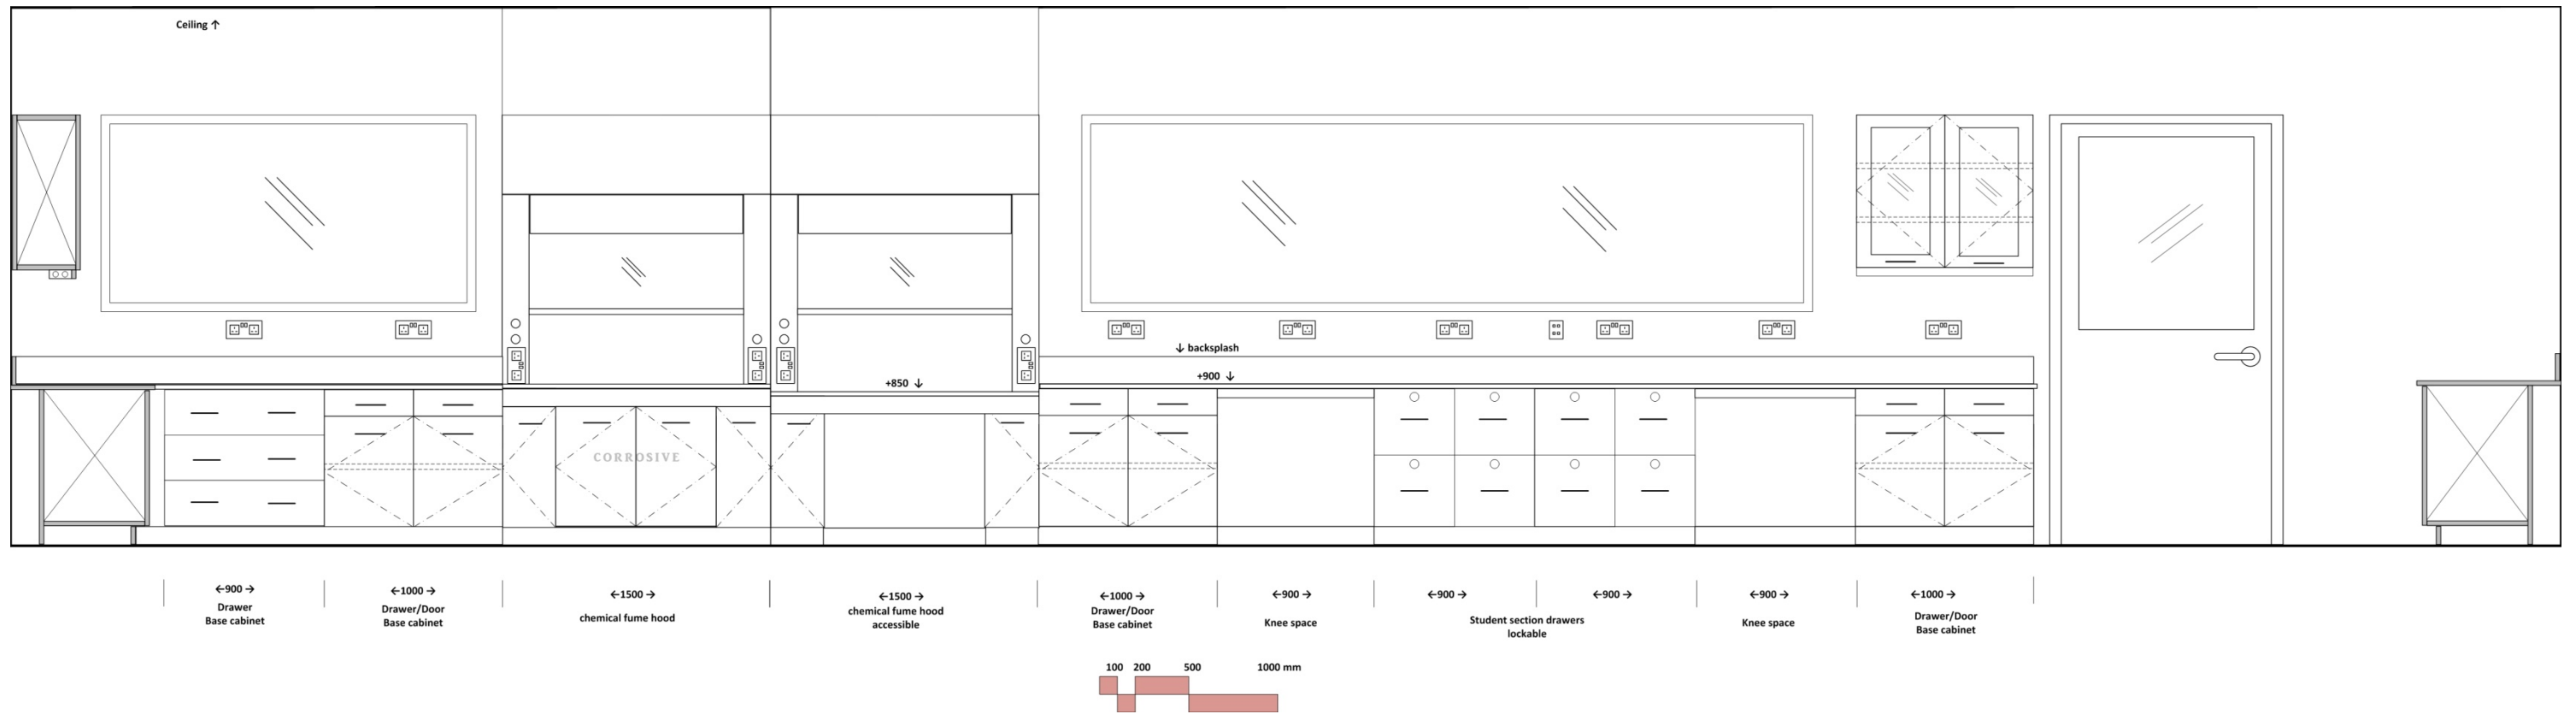 Ceiling ↑
↓ backsplash
+850 ↓
+900 ↓
CORROSIVE
←900→
Drawer
Base cabinet
←1000→
Drawer/Door
Base cabinet
←1500→
chemical fume hood
←1500→
chemical fume hood
accessible
←1000→
Drawer/Door
Base cabinet
←900→
Knee space
←900→
←900→
Student section drawers
lockable
←900→
Knee space
←1000→
Drawer/Door
Base cabinet
100 200 500 1000 mm